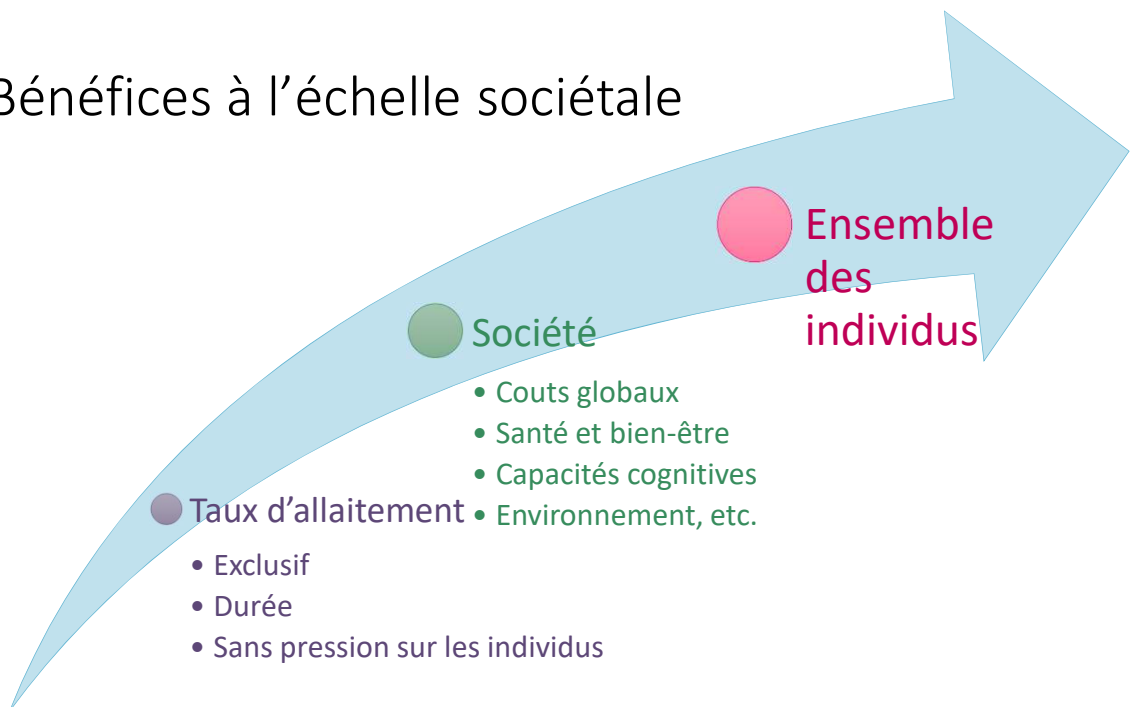 Bénéfices à l’échelle sociétale
Ensemble
des
individus
Société
• Couts globaux
• Santé et bien-être
• Capacités cognitives
• Environnement, etc.
Taux d’allaitement
• Exclusif
• Durée
• Sans pression sur les individus